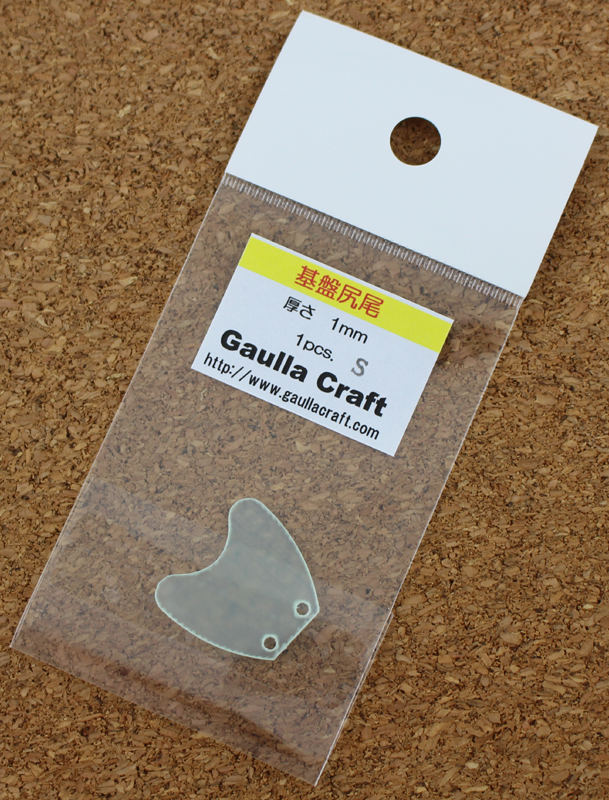 基盤尻尾
厚さ 1mm
1pcs. S
Gaulla Craft
http://www.gaullacraft.com